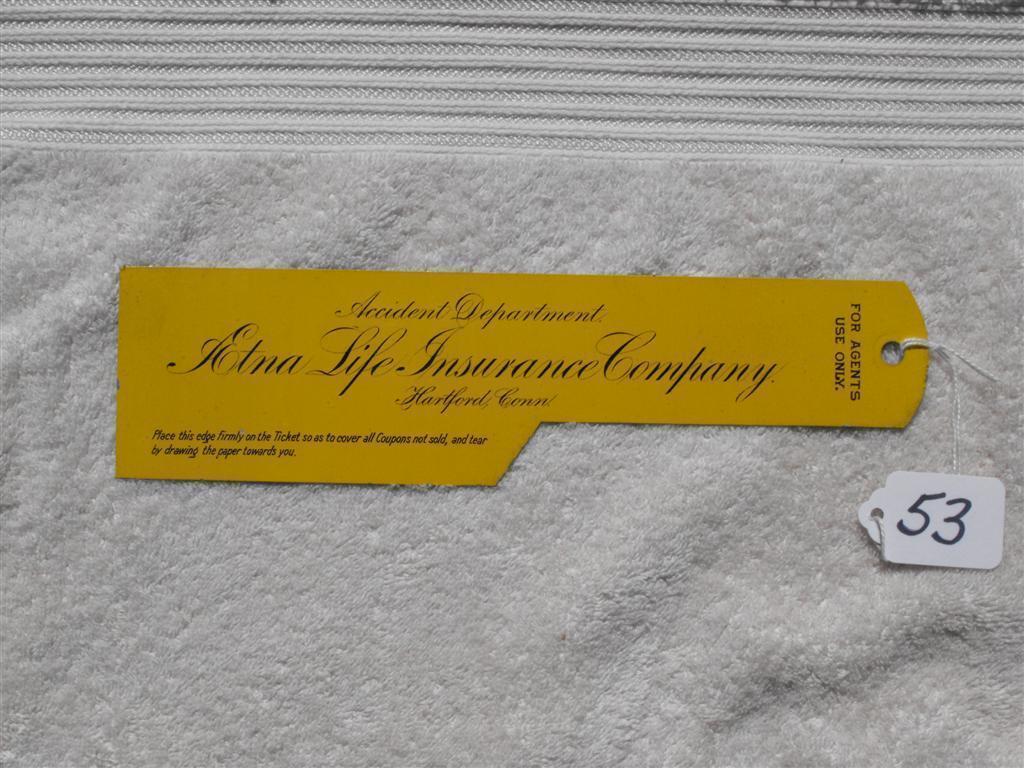 Accident Department.
Ætna Life Insurance Company.
Hartford, Conn.
Place this edge firmly on the Ticket so as to cover all Coupons not sold, and tear
by drawing the paper towards you.
FOR AGENTS
USE ONLY.
53